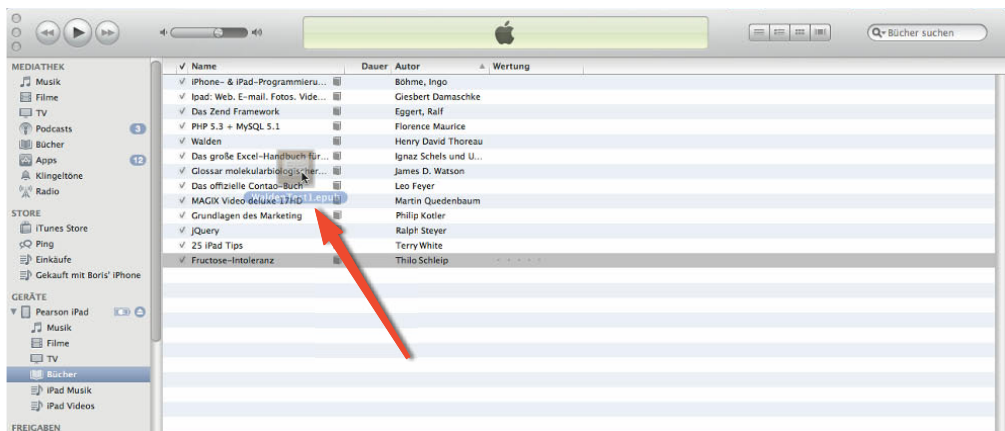 Bücher suchen
MEDIATHEK
Musik
Filme
TV
Podcasts 3
Bücher
Apps 12
Klingeltöne
Radio
STORE
iTunes Store
Ping
Einkäufe
Gekauft mit Boris' iPhone
GERÄTE
Pearson iPad
Musik
Filme
TV
Bücher
iPad Musik
iPad Videos
FREIGABEN
Name Dauer Autor Wertung
iPhone- & iPad-Programmieru... Böhme, Ingo
Ipad: Web. E-mail. Fotos. Vide... Giesbert Damaschke
Das Zend Framework Eggert, Ralf
PHP 5.3 + MySQL 5.1 Florence Maurice
Walden Henry David Thoreau
Das große Excel-Handbuch für... Ignaz Schels und U...
Glossar molekularbiologischer... James D. Watson
Das offizielle Contao-Buch Leo Feyer
MAGIX Video deluxe 17HD Martin Quedenbaum
WaldenTest1.epub
Grundlagen des Marketing Philip Kotler
jQuery Ralph Steyer
25 iPad Tips Terry White
Fructose-Intoleranz Thilo Schleip